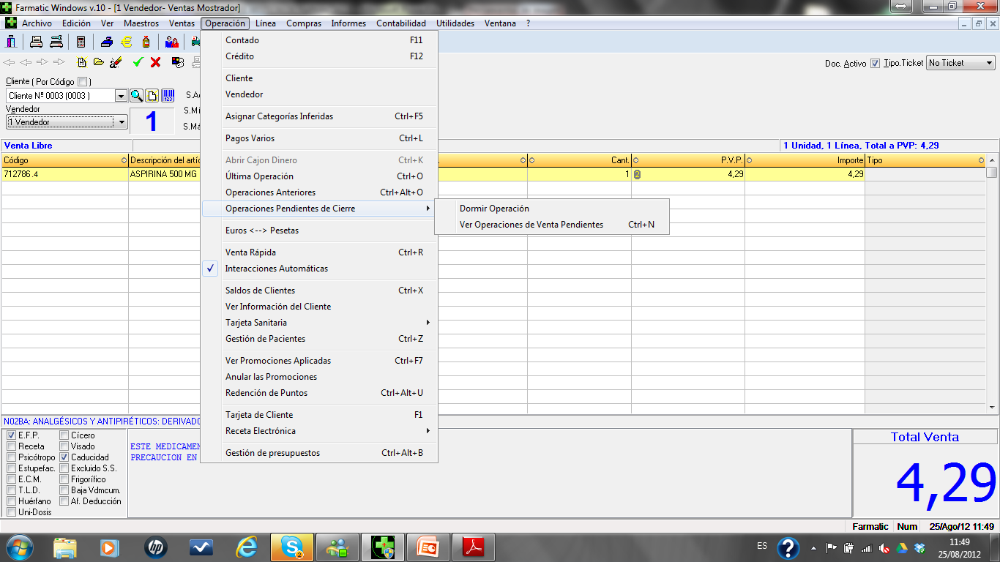 Farmatic Windows v.10 - [1 Vendedor- Ventas Mostrador]
Archivo Edición Ver Maestros Ventas Operación Línea Compras Informes Contabilidad Utilidades Ventana ?
Doc. Activo Tipo.Ticket No Ticket
Cliente ( Por Código )
Cliente Nº 0003 (0003 )
123
Vendedor
1 Vendedor
1
S.Mí
S.Má
Contado F11
Crédito F12
Cliente
Vendedor
Asignar Categorías Inferidas Ctrl+F5
Pagos Varios Ctrl+L
Abrir Cajon Dinero Ctrl+K
Última Operación Ctrl+O
Operaciones Anteriores Ctrl+Alt+O
Operaciones Pendientes de Cierre
Dormir Operación
Ver Operaciones de Venta Pendientes Ctrl+N
Euros <--> Pesetas
Venta Rápida Ctrl+R
Interacciones Automáticas
Saldos de Clientes Ctrl+X
Ver Información del Cliente
Tarjeta Sanitaria
Gestión de Pacientes Ctrl+Z
Ver Promociones Aplicadas Ctrl+F7
Anular las Promociones
Redención de Puntos Ctrl+Alt+U
Tarjeta de Cliente F1
Receta Electrónica
Gestión de presupuestos Ctrl+Alt+B
Venta Libre 1 Unidad, 1 Línea, Total a PVP: 4,29
Código Descripción del artíc Cant. P.V.P. Importe Tipo
712786.4 ASPIRINA 500 MG 1 2 4,29 4,29
N02BA: ANALGÉSICOS Y ANTIPIRÉTICOS: DERIVADO
E.F.P. Cícero
Receta Visado
Psicótropo Caducidad
Estupefac. Excluido S.S.
E.C.M. Frigorífico
T.L.D. Baja Vdmcum.
Huérfano Af. Deducción
Uni-Dosis
ESTE MEDICAMEN
PRECAUCION EN
Total Venta
4,29
Farmatic Num 25/Ago/12 11:49
hp
2
ES
11:49
25/08/2012